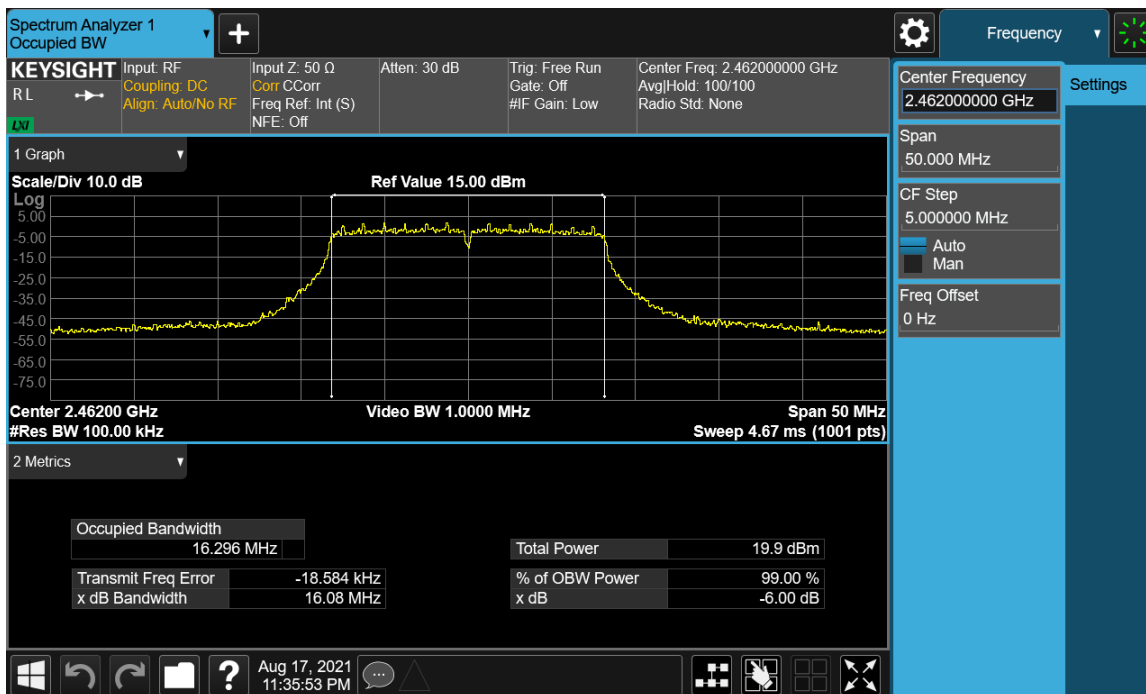 Spectrum Analyzer 1
Occupied BW
+
Frequency
KEYSIGHT
RL
LXI
Input: RF
Coupling: DC
Align: Auto/No RF
Input Z: 50 Ω
Corr CCorr
Freq Ref: Int (S)
NFE: Off
Atten: 30 dB
Trig: Free Run
Gate: Off
#IF Gain: Low
Center Freq: 2.462000000 GHz
Avg|Hold: 100/100
Radio Std: None
Center Frequency
2.462000000 GHz
Settings
Span
50.000 MHz
CF Step
5.000000 MHz
Auto
Man
Freq Offset
0 Hz
1 Graph
Scale/Div 10.0 dB
Ref Value 15.00 dBm
Log
5.00
-5.00
-15.0
-25.0
-35.0
-45.0
-55.0
-65.0
-75.0
Center 2.46200 GHz
Video BW 1.0000 MHz
Span 50 MHz
#Res BW 100.00 kHz
Sweep 4.67 ms (1001 pts)
2 Metrics
Occupied Bandwidth
16.296 MHz
Total Power 19.9 dBm
Transmit Freq Error -18.584 kHz
% of OBW Power 99.00 %
x dB Bandwidth 16.08 MHz
x dB -6.00 dB
?
Aug 17, 2021
11:35:53 PM